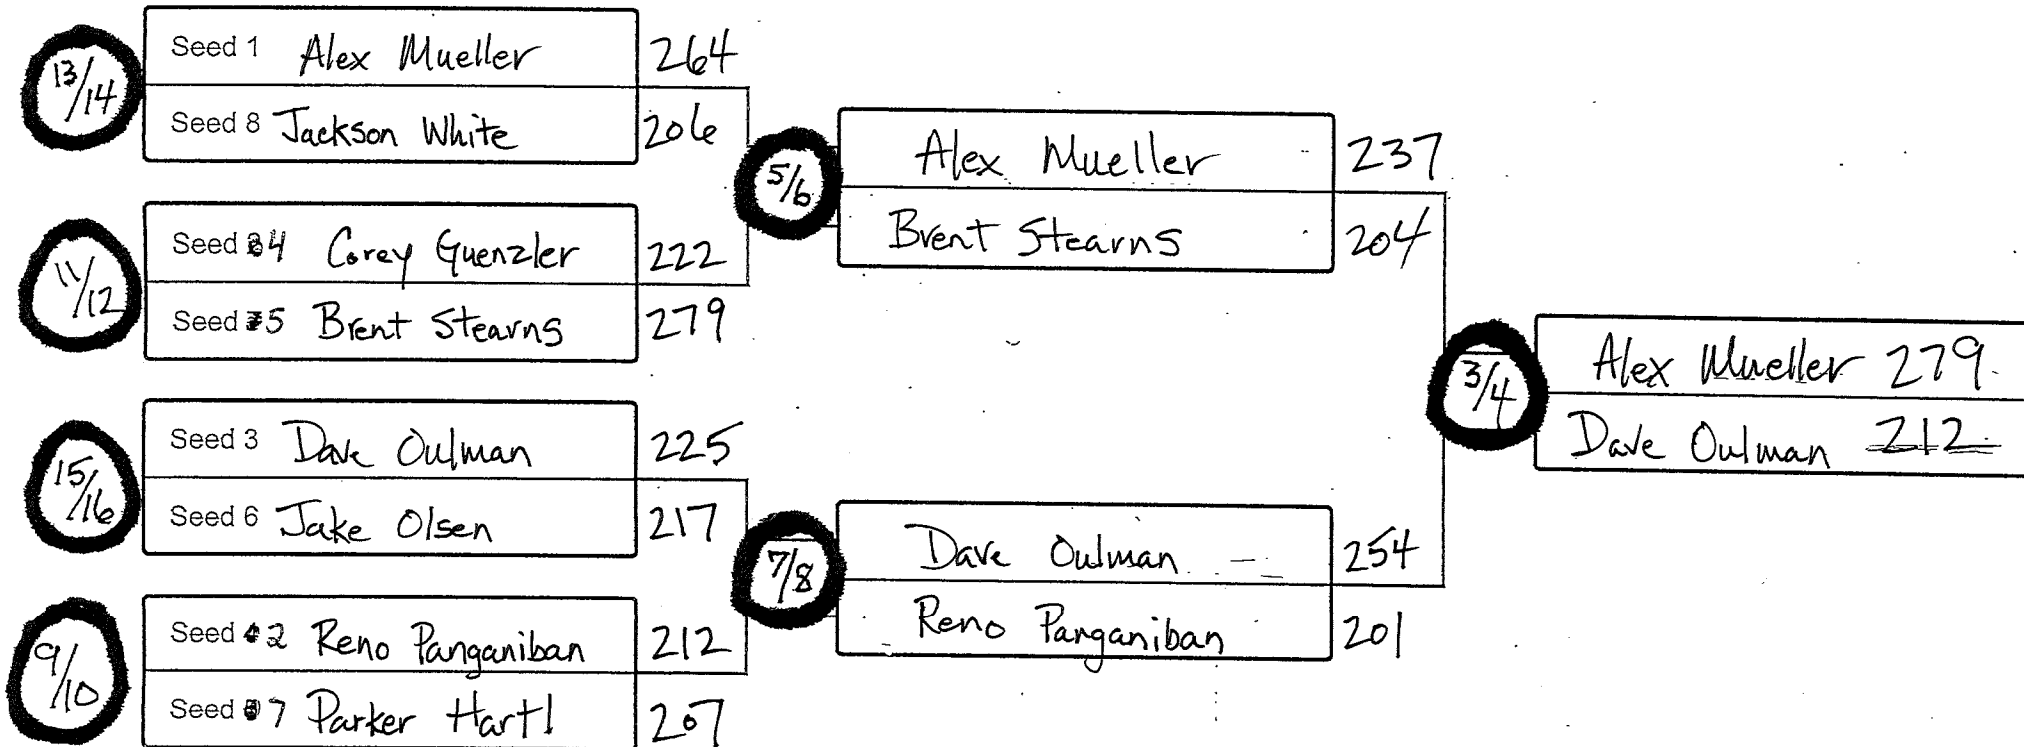 13/14
Seed 1 Alex Mueller 264
Seed 8 Jackson White 206
11/12
Seed 4 Corey Guenzler 222
Seed 5 Brent Stearns 279
15/16
Seed 3 Dave Oulman 225
Seed 6 Jake Olsen 217
9/10
Seed 2 Reno Panganiban 212
Seed 7 Parker Hartl 207
5/6
Alex Mueller 237
Brent Stearns 204
7/8
Dave Oulman 254
Reno Panganiban 201
3/4
Alex Mueller 279
Dave Oulman 212